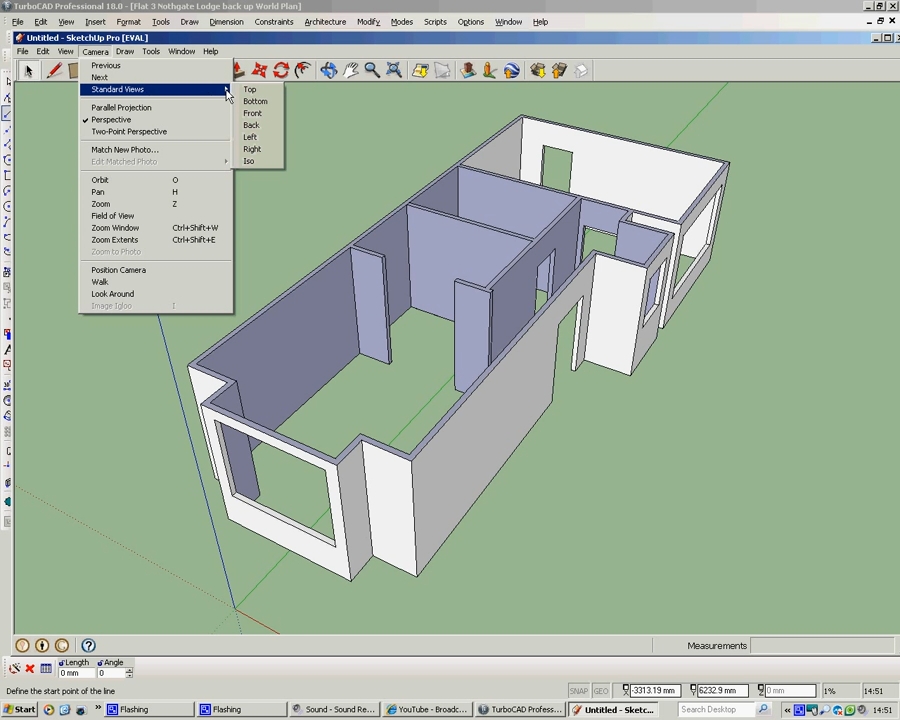 TurboCAD Professional 18.0 - [Flat 3 Nothgate Lodge back up World Plan]
File Edit View Insert Format Tools Draw Dimension Constraints Architecture Modify Modes Scripts Options Window Help
Untitled - SketchUp Pro [EVAL]
File Edit View Camera Draw Tools Window Help
Previous
Next
Standard Views
Top
Bottom
Front
Back
Left
Right
Iso
Parallel Projection
Perspective
Two-Point Perspective
Match New Photo...
Edit Matched Photo
Orbit O
Pan H
Zoom Z
Field of View
Zoom Window Ctrl+Shift+W
Zoom Extents Ctrl+Shift+E
Zoom to Photo
Position Camera
Walk
Look Around
Image Igloo I
Measurements
Length Angle
0 mm 0
Define the start point of the line
SNAP GEO X -3313.19 mm Y 6232.9 mm Z 0 mm 1% 14:51
Start » Flashing Flashing Sound - Sound Re... YouTube - Broadc... TurboCAD Profess... Untitled - Sketc... Search Desktop « 14:51